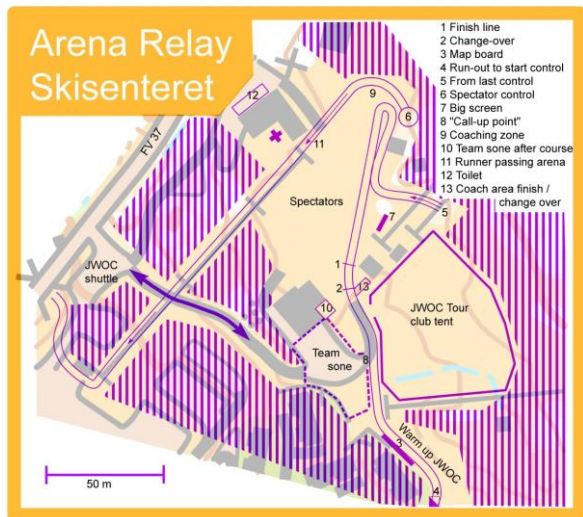 Arena Relay
Skisenteret
1 Finish line
2 Change-over
3 Map board
4 Run-out to start control
5 From last control
6 Spectator control
7 Big screen
8 "Call-up point"
9 Coaching zone
10 Team sone after course
11 Runner passing arena
12 Toilet
13 Coach area finish /
change over
12
9
6
FV 37
11
Spectators
5
7
JWOC
shuttle
1
2
13
10
JWOC Tour
club tent
Team
sone
8
3
Warm up JWOC
4
50 m